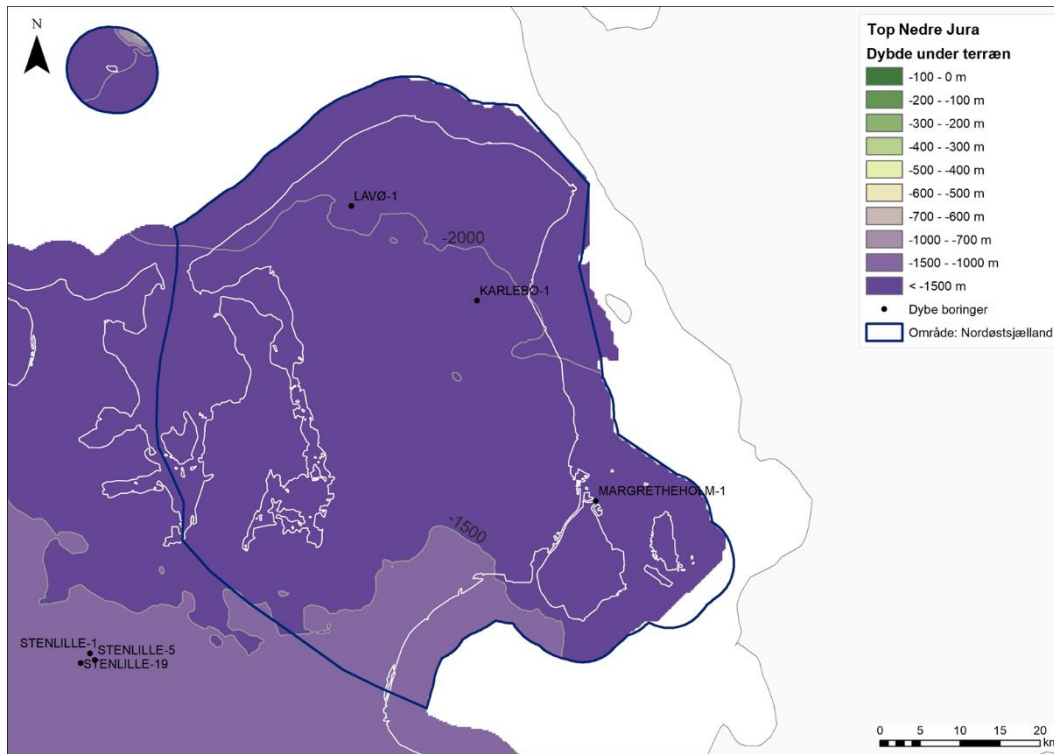 N
LAVØ-1
-2000
KARLEBO-1
MARGRETHEHOLM-1
-1500
STENLILLE-1
STENLILLE-5
STENLILLE-19
Top Nedre Jura
Dybde under terræn
-100 - 0 m
-200 - -100 m
-300 - -200 m
-400 - -300 m
-500 - -400 m
-600 - -500 m
-700 - -600 m
-1000 - -700 m
-1500 - -1000 m
< -1500 m
Dybe boringer
Område: Nordøstsjælland
0 5 10 15 20
km